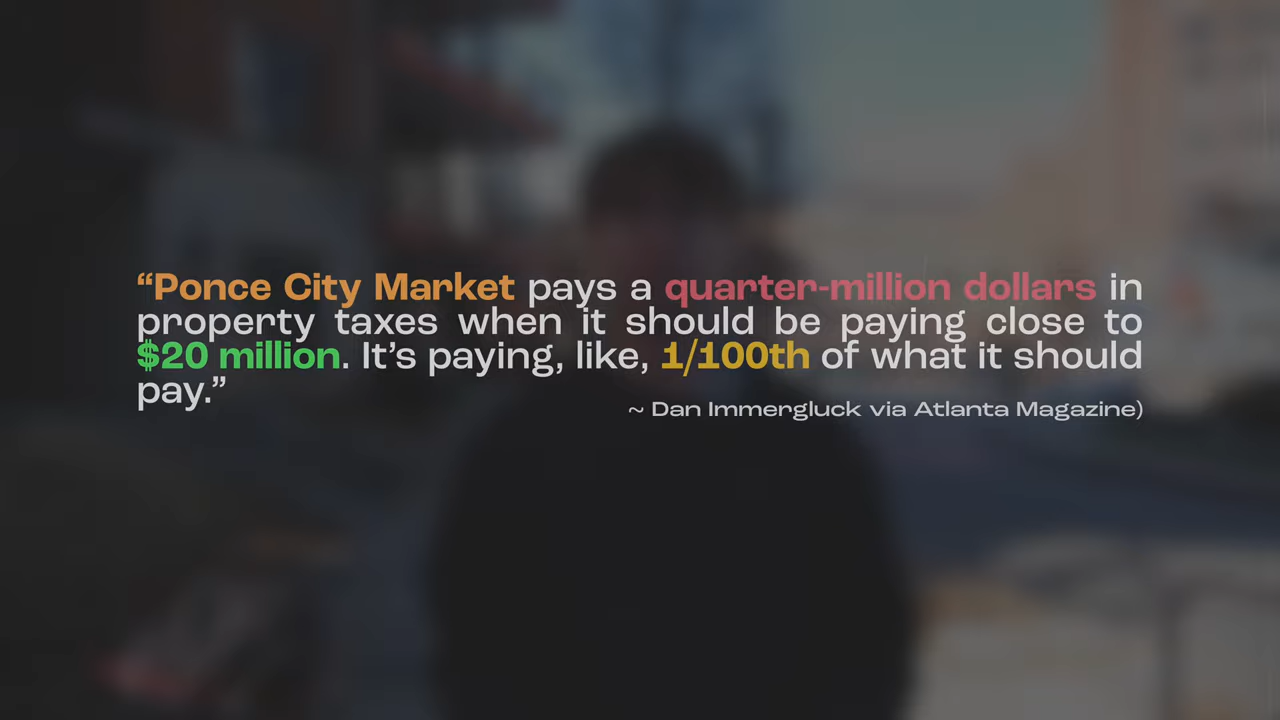 “Ponce City Market pays a quarter-million dollars in
property taxes when it should be paying close to
$20 million. It’s paying, like, 1/100th of what it should
pay.”
~ Dan Immergluck via Atlanta Magazine)